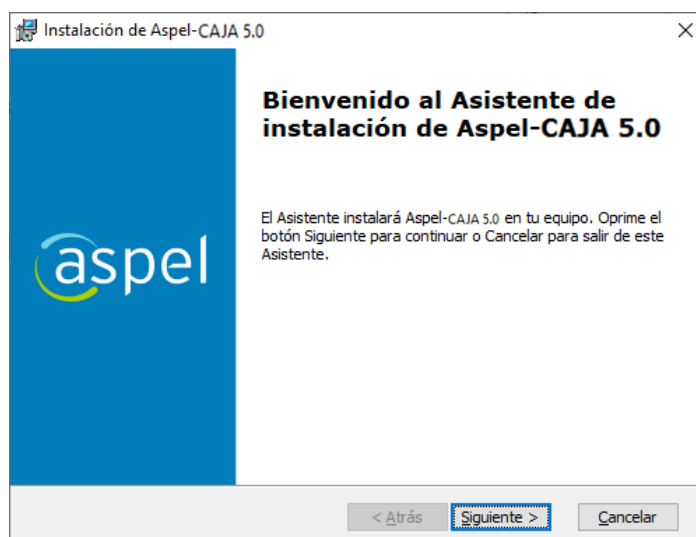 Instalación de Aspel-CAJA 5.0
Bienvenido al Asistente de
instalación de Aspel-CAJA 5.0
El Asistente instalará Aspel-CAJA 5.0 en tu equipo. Oprime el
botón Siguiente para continuar o Cancelar para salir de este
Asistente.
aspel
< Atrás Siguiente > Cancelar